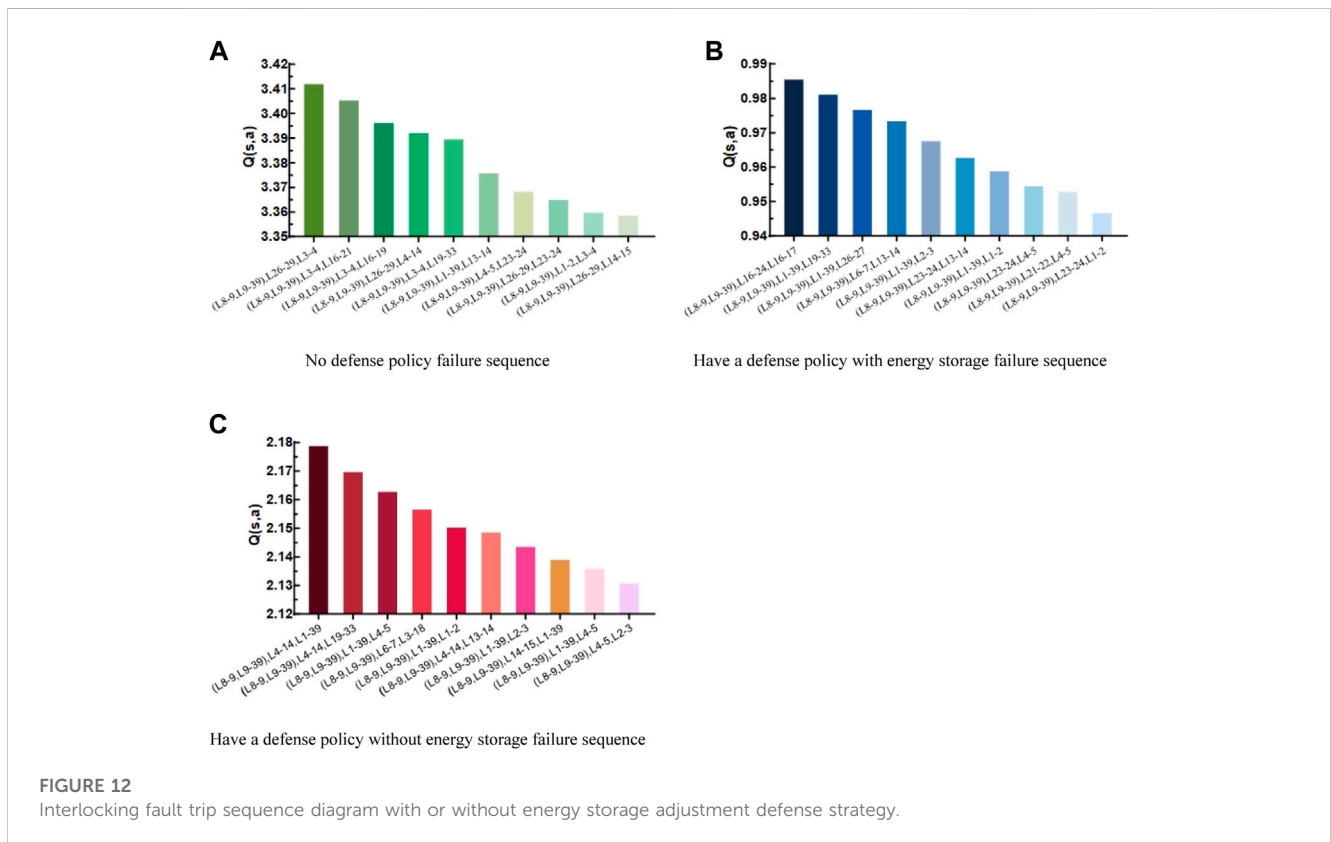 A
Q(s,a)
3.42
3.41
3.40
3.39
3.38
3.37
3.36
3.35
(L8-9,L9-39),L26-29,L3-4
(L8-9,L9-39),L3-4,L16-21
(L8-9,L9-39),L3-4,L16-19
(L8-9,L9-39),L26-29,L4-14
(L8-9,L9-39),L3-4,L19-33
(L8-9,L9-39),L1-39,L13-14
(L8-9,L9-39),L4-5,L23-24
(L8-9,L9-39),L26-29,L23-24
(L8-9,L9-39),L1-2,L3-4
(L8-9,L9-39),L26-29,L14-15
No defense policy failure sequence
B
Q(s,a)
0.99
0.98
0.97
0.96
0.95
0.94
(L8-9,L9-39),L16-24,L16-17
(L8-9,L9-39),L1-39,L19-33
(L8-9,L9-39),L1-39,L26-27
(L8-9,L9-39),L6-7,L13-14
(L8-9,L9-39),L1-39,L2-3
(L8-9,L9-39),L23-24,L13-14
(L8-9,L9-39),L1-39,L1-2
(L8-9,L9-39),L23-24,L4-5
(L8-9,L9-39),L21-22,L4-5
(L8-9,L9-39),L23-24,L1-2
Have a defense policy with energy storage failure sequence
C
Q(s,a)
2.18
2.17
2.16
2.15
2.14
2.13
2.12
(L8-9,L9-39),L4-14,L1-39
(L8-9,L9-39),L4-14,L19-33
(L8-9,L9-39),L1-39,L4-5
(L8-9,L9-39),L6-7,L3-18
(L8-9,L9-39),L1-39,L1-2
(L8-9,L9-39),L4-14,L13-14
(L8-9,L9-39),L1-39,L2-3
(L8-9,L9-39),L14-15,L1-39
(L8-9,L9-39),L1-39,L4-5
(L8-9,L9-39),L4-5,L2-3
Have a defense policy without energy storage failure sequence
FIGURE 12
Interlocking fault trip sequence diagram with or without energy storage adjustment defense strategy.